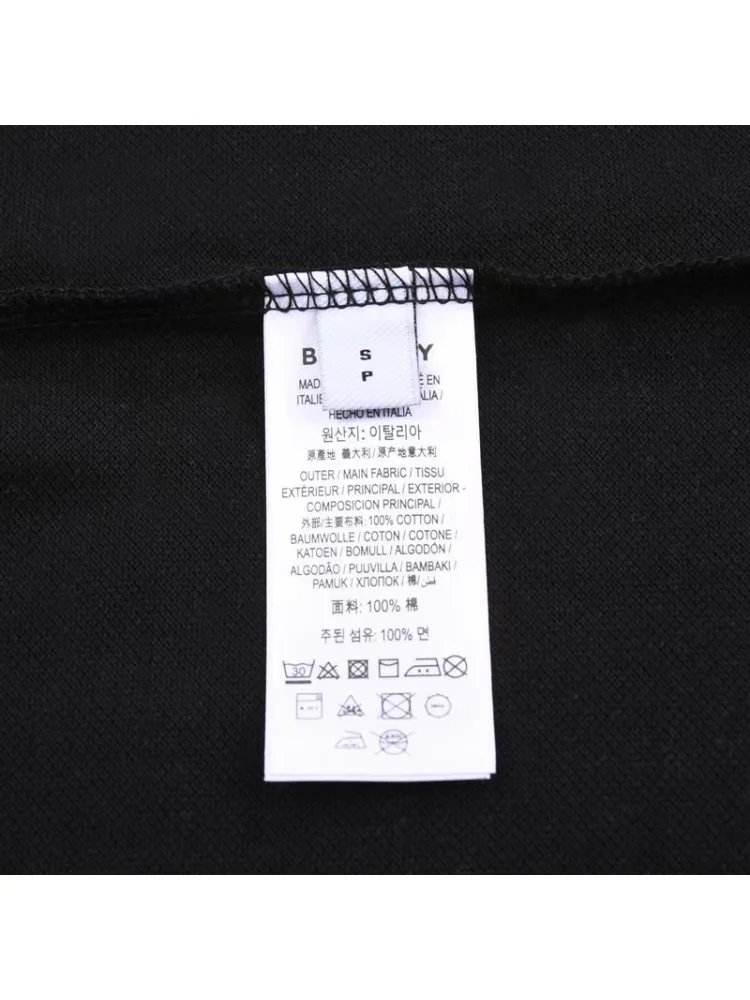 B Y
S
P
MAD É EN
ITALIE ALIA /
HECHO EN ITALIA
원산지: 이탈리아
原產地 義大利 / 原产地意大利
OUTER / MAIN FABRIC / TISSU
EXTÉRIEUR / PRINCIPAL / EXTERIOR -
COMPOSICION PRINCIPAL /
外部/主要布料: 100% COTTON /
BAUMWOLLE / COTON / COTONE /
KATOEN / BOMULL / ALGODÓN /
ALGODÃO / PUUVILLA / BAMBAKI /
PAMUK / ХЛОПОК / 棉 / قطن
面料: 100% 棉
주된 섬유: 100% 면
30